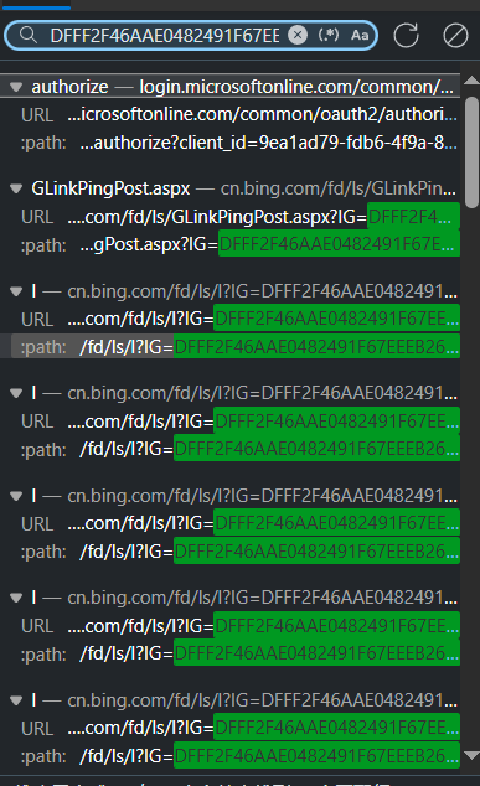 DFFF2F46AAE0482491F67EE (.*) Aa
authorize — login.microsoftonline.com/common/...
URL ...icrosoftonline.com/common/oauth2/authori...
:path: ...authorize?client_id=9ea1ad79-fdb6-4f9a-8...
GLinkPingPost.aspx — cn.bing.com/fd/ls/GLinkPin...
URL ....com/fd/ls/GLinkPingPost.aspx?IG=DFFF2F4...
:path: ...gPost.aspx?IG=DFFF2F46AAE0482491F67E...
l — cn.bing.com/fd/ls/l?IG=DFFF2F46AAE0482491...
URL ....com/fd/ls/l?IG=DFFF2F46AAE0482491F67EE...
:path: /fd/ls/l?IG=DFFF2F46AAE0482491F67EEEB26...
l — cn.bing.com/fd/ls/l?IG=DFFF2F46AAE0482491...
URL ....com/fd/ls/l?IG=DFFF2F46AAE0482491F67EE...
:path: /fd/ls/l?IG=DFFF2F46AAE0482491F67EEEB26...
l — cn.bing.com/fd/ls/l?IG=DFFF2F46AAE0482491...
URL ....com/fd/ls/l?IG=DFFF2F46AAE0482491F67EE...
:path: /fd/ls/l?IG=DFFF2F46AAE0482491F67EEEB26...
l — cn.bing.com/fd/ls/l?IG=DFFF2F46AAE0482491...
URL ....com/fd/ls/l?IG=DFFF2F46AAE0482491F67EE...
:path: /fd/ls/l?IG=DFFF2F46AAE0482491F67EEEB26...
l — cn.bing.com/fd/ls/l?IG=DFFF2F46AAE0482491...
URL ....com/fd/ls/l?IG=DFFF2F46AAE0482491F67EE...
:path: /fd/ls/l?IG=DFFF2F46AAE0482491F67EEEB26...